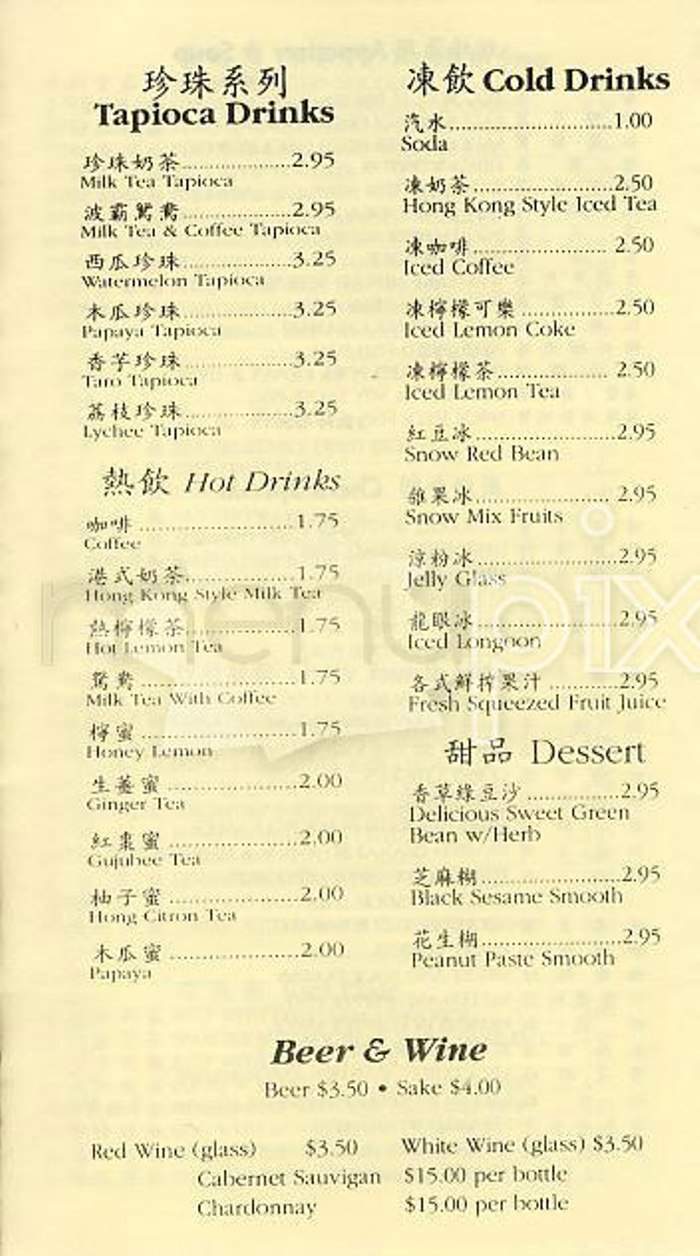 珍珠系列
Tapioca Drinks
珍珠奶茶....................2.95
Milk Tea Tapioca
波霸鴛鴦....................2.95
Milk Tea & Coffee Tapioca
西瓜珍珠....................3.25
Watermelon Tapioca
木瓜珍珠....................3.25
Papaya Tapioca
香芋珍珠....................3.25
Taro Tapioca
荔枝珍珠....................3.25
Lychee Tapioca
熱飲 Hot Drinks
咖啡 ............................1.75
Coffee
港式奶茶....................1.75
Hong Kong Style Milk Tea
熱檸檬茶....................1.75
Hot Lemon Tea
鴛鴦 ............................1.75
Milk Tea With Coffee
檸蜜 ............................1.75
Honey Lemon
生薑蜜 ........................2.00
Ginger Tea
紅棗蜜 ........................2.00
Gujubee Tea
柚子蜜 ........................2.00
Hong Citron Tea
木瓜蜜 ........................2.00
Papaya
凍飲 Cold Drinks
汽水.............................1.00
Soda
凍奶茶.........................2.50
Hong Kong Style Iced Tea
凍咖啡......................... 2.50
Iced Coffee
凍檸檬可樂 .................2.50
Iced Lemon Coke
凍檸檬茶.................... 2.50
Iced Lemon Tea
紅豆冰.........................2.95
Snow Red Bean
雜果冰......................... 2.95
Snow Mix Fruits
涼粉冰.........................2.95
Jelly Glass
龍眼冰.........................2.95
Iced Longoon
各式鮮榨果汁 ............2.95
Fresh Squeezed Fruit Juice
甜品 Dessert
香草綠豆沙 .................2.95
Delicious Sweet Green
Bean w/Herb
芝麻糊.........................2.95
Black Sesame Smooth
花生糊.........................2.95
Peanut Paste Smooth
menupix
Beer & Wine
Beer $3.50 • Sake $4.00
Red Wine (glass) $3.50 White Wine (glass) $3.50
Cabernet Sauvigan $15.00 per bottle
Chardonnay $15.00 per bottle